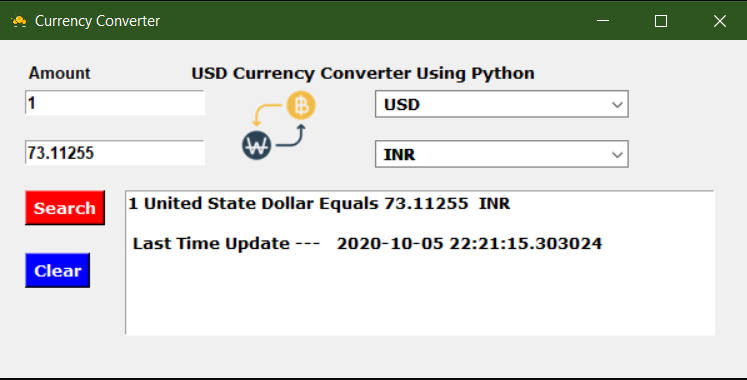 Currency Converter
Amount
USD Currency Converter Using Python
1
USD
73.11255
INR
Search
1 United State Dollar Equals 73.11255 INR
Last Time Update --- 2020-10-05 22:21:15.303024
Clear